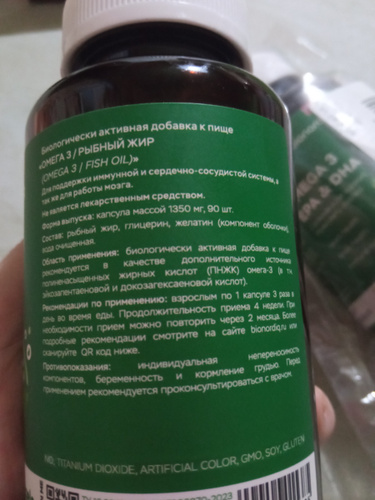 Биологически активная добавка к пище
«ОМЕГА 3 / РЫБНЫЙ ЖИР
(OMEGA 3 / FISH OIL)»
Для поддержки иммунной и сердечно-сосудистой системы, а
так же для работы мозга.
Не является лекарственным средством.
Форма выпуска: капсула массой 1350 мг, 90 шт.
Состав: рыбный жир, глицерин, желатин (компонент оболочки),
вода очищенная.
Область применения: биологически активная добавка к пище
рекомендуется в качестве дополнительного источника
полиненасыщенных жирных кислот (ПНЖК) омега-3 (в т.ч.
эйкозапентаеновой и докозагексаеновой кислот).
Рекомендации по применению: взрослым по 1 капсуле 3 раза в
день во время еды. Продолжительность приема 4 недели. При
необходимости прием можно повторить через 2 месяца. Более
подробные рекомендации смотрите на сайте bionordiq.ru или
сканируйте QR код ниже.
Противопоказания: индивидуальная непереносимость
компонентов, беременность и кормление грудью. Перед
применением рекомендуется проконсультироваться с врачом.
NO: TITANIUM DIOXIDE, ARTIFICIAL COLOR, GMO, SOY, GLUTEN
OMEGA 3
EPA & DHA